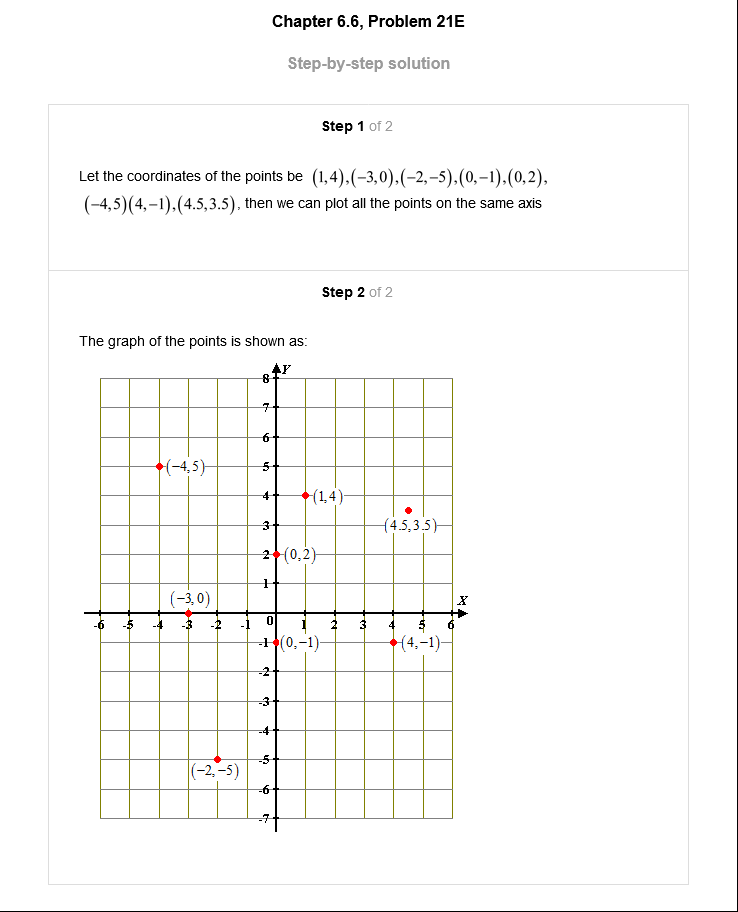 Chapter 6.6, Problem 21E
Step-by-step solution
Step 1 of 2
Let the coordinates of the points be (1,4),(−3,0),(−2,−5),(0,−1),(0,2),
(−4,5)(4,−1),(4.5,3.5), then we can plot all the points on the same axis
Step 2 of 2
The graph of the points is shown as:
Y
8
7
6
5
(−4,5)
4
(1,4)
(4.5,3.5)
3
2
(0,2)
1
(−3,0)
X
-6 -5 -4 -3 -2 -1 0 1 2 3 4 5 6
-1
(0,−1)
(4,−1)
-2
-3
-4
-5
(−2,−5)
-6
-7